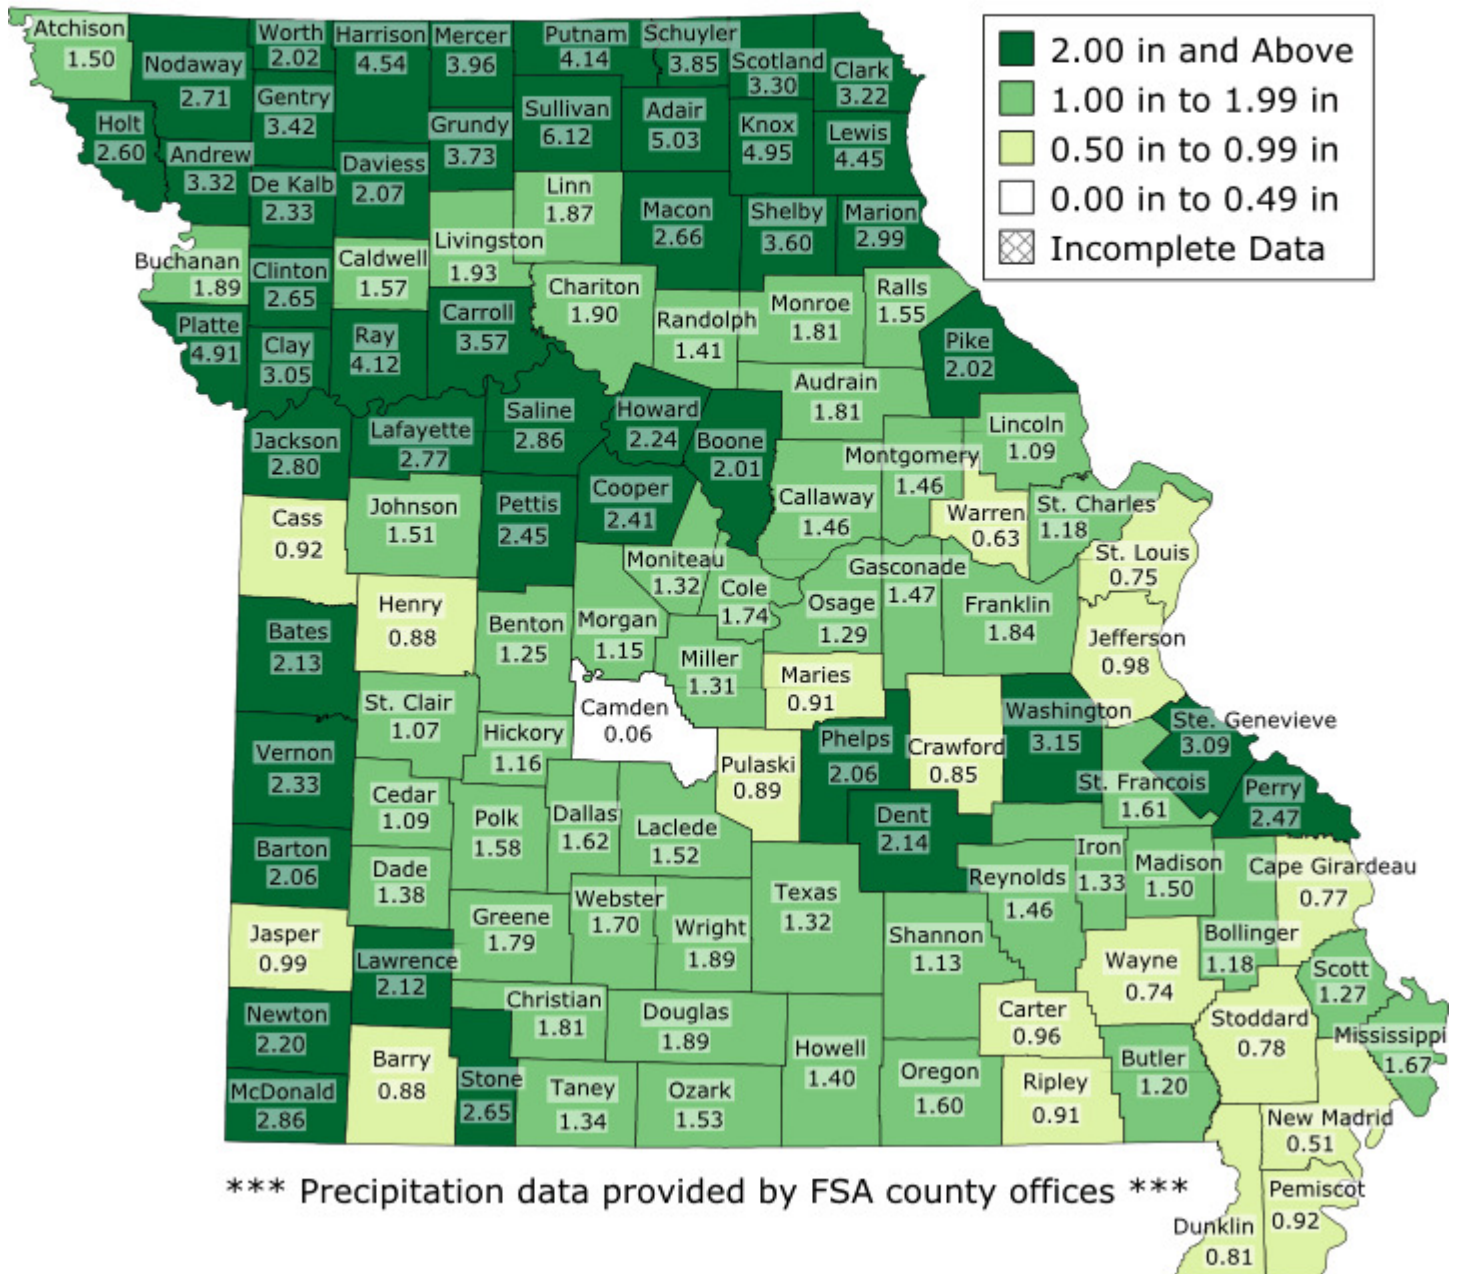 Atchison
1.50
Nodaway
2.71
Worth
2.02
Harrison
4.54
Mercer
3.96
Putnam
4.14
Schuyler
3.85
Scotland
3.30
Clark
3.22
2.00 in and Above
1.00 in to 1.99 in
0.50 in to 0.99 in
0.00 in to 0.49 in
Incomplete Data
Holt
2.60
Andrew
3.32
Gentry
3.42
De Kalb
2.33
Daviess
2.07
Grundy
3.73
Sullivan
6.12
Adair
5.03
Knox
4.95
Lewis
4.45
Linn
1.87
Macon
2.66
Shelby
3.60
Marion
2.99
Buchanan
1.89
Clinton
2.65
Caldwell
1.57
Livingston
1.93
Chariton
1.90
Randolph
1.41
Monroe
1.81
Ralls
1.55
Platte
4.91
Clay
3.05
Ray
4.12
Carroll
3.57
Pike
2.02
Audrain
1.81
Jackson
2.80
Lafayette
2.77
Saline
2.86
Howard
2.24
Boone
2.01
Lincoln
1.09
Montgomery
1.46
Cass
0.92
Johnson
1.51
Pettis
2.45
Cooper
2.41
Callaway
1.46
Warren
0.63
St. Charles
1.18
St. Louis
0.75
Moniteau
1.32
Cole
1.74
Gasconade
1.47
Osage
1.29
Franklin
1.84
Jefferson
0.98
Bates
2.13
Henry
0.88
Benton
1.25
Morgan
1.15
Miller
1.31
Maries
0.91
St. Clair
1.07
Hickory
1.16
Camden
0.06
Pulaski
0.89
Phelps
2.06
Crawford
0.85
Washington
3.15
Ste. Genevieve
3.09
St. Francois
1.61
Perry
2.47
Vernon
2.33
Cedar
1.09
Polk
1.58
Dallas
1.62
Laclede
1.52
Dent
2.14
Iron
1.33
Madison
1.50
Cape Girardeau
0.77
Barton
2.06
Dade
1.38
Greene
1.79
Webster
1.70
Wright
1.89
Texas
1.32
Reynolds
1.46
Shannon
1.13
Wayne
0.74
Bollinger
1.18
Scott
1.27
Jasper
0.99
Lawrence
2.12
Christian
1.81
Douglas
1.89
Howell
1.40
Carter
0.96
Stoddard
0.78
Mississippi
1.67
Newton
2.20
Barry
0.88
Stone
2.65
Taney
1.34
Ozark
1.53
Oregon
1.60
Ripley
0.91
Butler
1.20
McDonald
2.86
New Madrid
0.51
Pemiscot
0.92
Dunklin
0.81
*** Precipitation data provided by FSA county offices ***